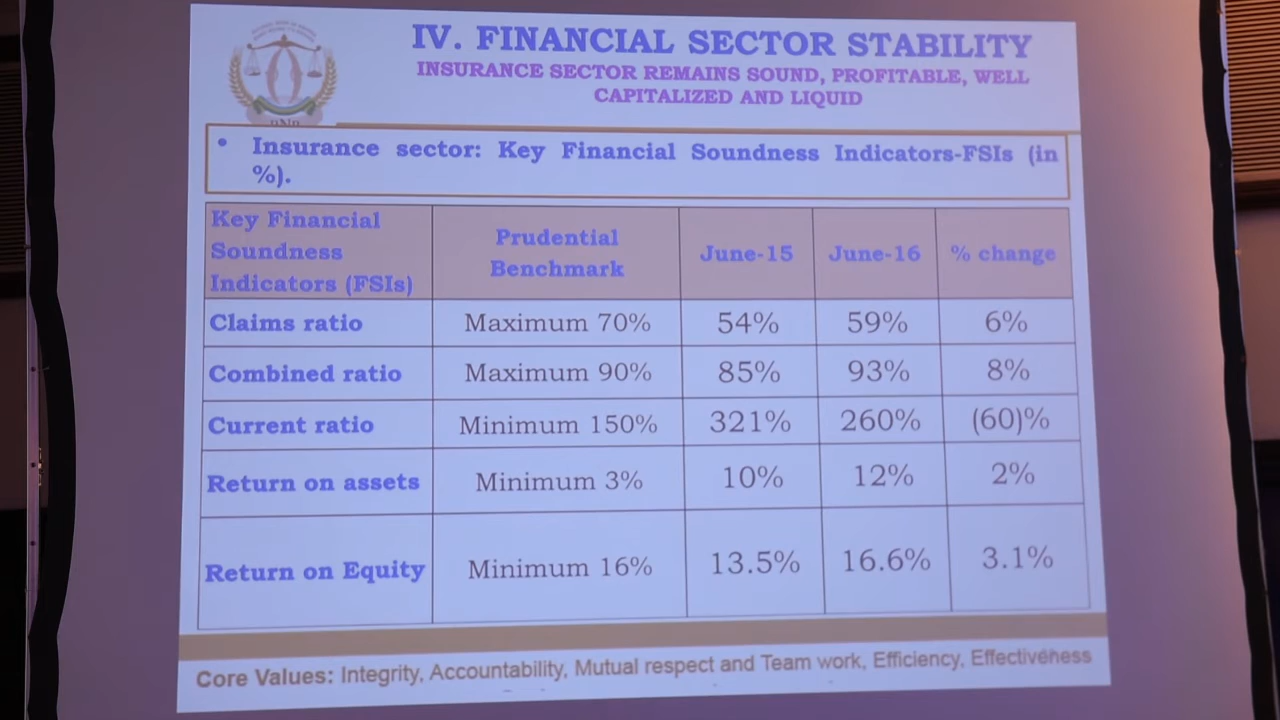 IV. FINANCIAL SECTOR STABILITY
INSURANCE SECTOR REMAINS SOUND, PROFITABLE, WELL
CAPITALIZED AND LIQUID
• Insurance sector: Key Financial Soundness Indicators-FSIs (in
%).
Key Financial
Soundness
Indicators (FSIs)
Prudential
Benchmark
June-15
June-16
% change
Claims ratio
Maximum 70%
54%
59%
6%
Combined ratio
Maximum 90%
85%
93%
8%
Current ratio
Minimum 150%
321%
260%
(60)%
Return on assets
Minimum 3%
10%
12%
2%
Return on Equity
Minimum 16%
13.5%
16.6%
3.1%
Core Values: Integrity, Accountability, Mutual respect and Team work, Efficiency, Effectiveness